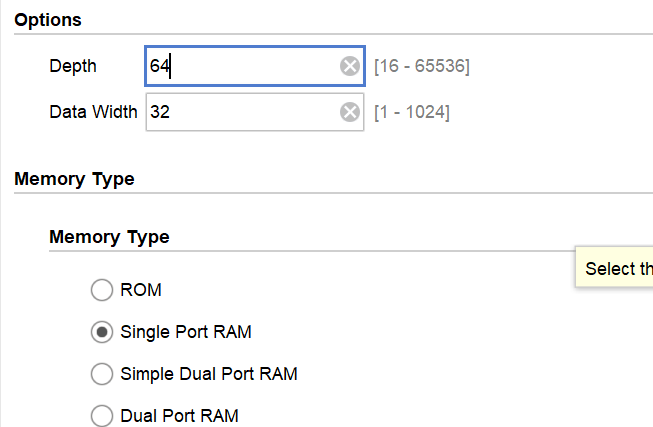 Options
Depth 64 [16 - 65536]
Data Width 32 [1 - 1024]
Memory Type
Memory Type
Select th
ROM
Single Port RAM
Simple Dual Port RAM
Dual Port RAM